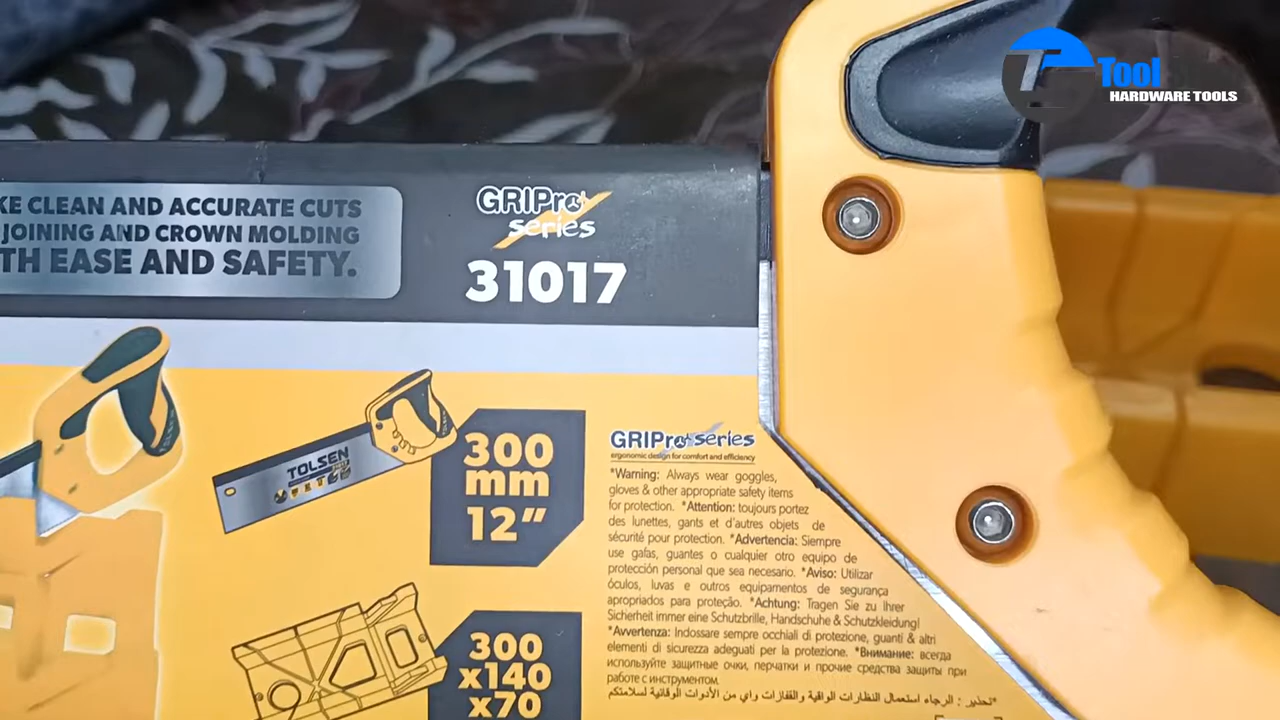 Tool
HARDWARE TOOLS
KE CLEAN AND ACCURATE CUTS
JOINING AND CROWN MOLDING
TH EASE AND SAFETY.
GRIPro
series
31017
TOLSEN
300
mm
12"
300
x140
x70
GRIPro series
ergonomic design for comfort and efficiency
*Warning: Always wear goggles,
gloves & other appropriate safety items
for protection. *Attention: toujours portez
des lunettes, gants et d'autres objets de
sécurité pour protection. *Advertencia: Siempre
use gafas, guantes o cualquier otro equipo de
protección personal que sea necesario. *Aviso: Utilizar
óculos, luvas e outros equipamentos de segurança
apropriados para proteção. *Achtung: Tragen Sie zu Ihrer
Sicherheit immer eine Schutzbrille, Handschuhe & Schutzkleidung!
*Avvertenza: Indossare sempre occhiali di protezione, guanti & altri
elementi di sicurezza adeguati per la protezione. *Внимание: всегда
используйте защитные очки, перчатки и прочие средства защиты при
работе с инструментом.
*تحذير : الرجاء استعمال النظارات الواقية والقفازات واي من الأدوات الوقائية لسلامتكم